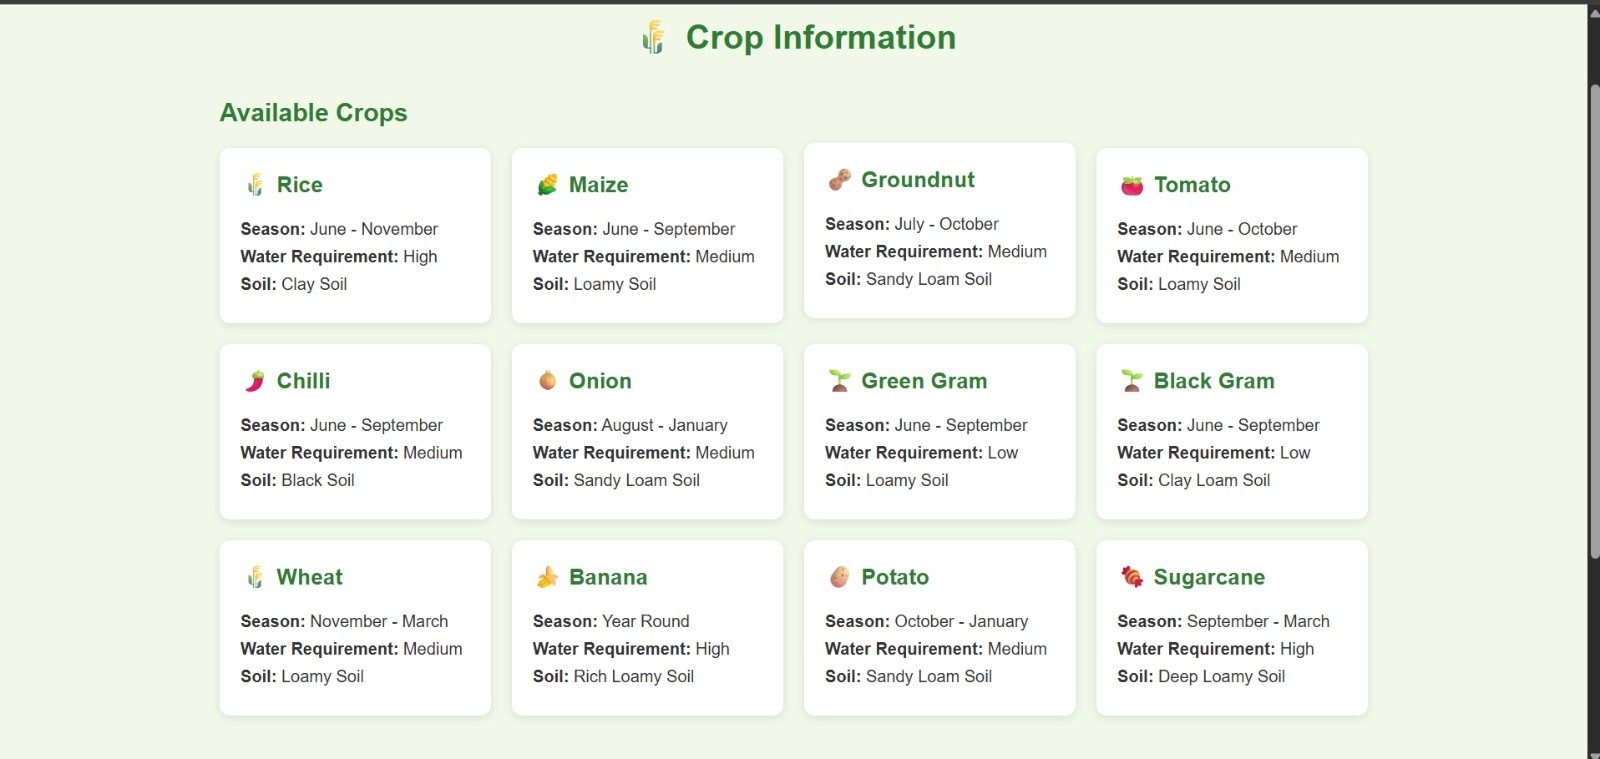 Crop Information
Available Crops
Rice
Season: June - November
Water Requirement: High
Soil: Clay Soil
Maize
Season: June - September
Water Requirement: Medium
Soil: Loamy Soil
Groundnut
Season: July - October
Water Requirement: Medium
Soil: Sandy Loam Soil
Tomato
Season: June - October
Water Requirement: Medium
Soil: Loamy Soil
Chilli
Season: June - September
Water Requirement: Medium
Soil: Black Soil
Onion
Season: August - January
Water Requirement: Medium
Soil: Sandy Loam Soil
Green Gram
Season: June - September
Water Requirement: Low
Soil: Loamy Soil
Black Gram
Season: June - September
Water Requirement: Low
Soil: Clay Loam Soil
Wheat
Season: November - March
Water Requirement: Medium
Soil: Loamy Soil
Banana
Season: Year Round
Water Requirement: High
Soil: Rich Loamy Soil
Potato
Season: October - January
Water Requirement: Medium
Soil: Sandy Loam Soil
Sugarcane
Season: September - March
Water Requirement: High
Soil: Deep Loamy Soil